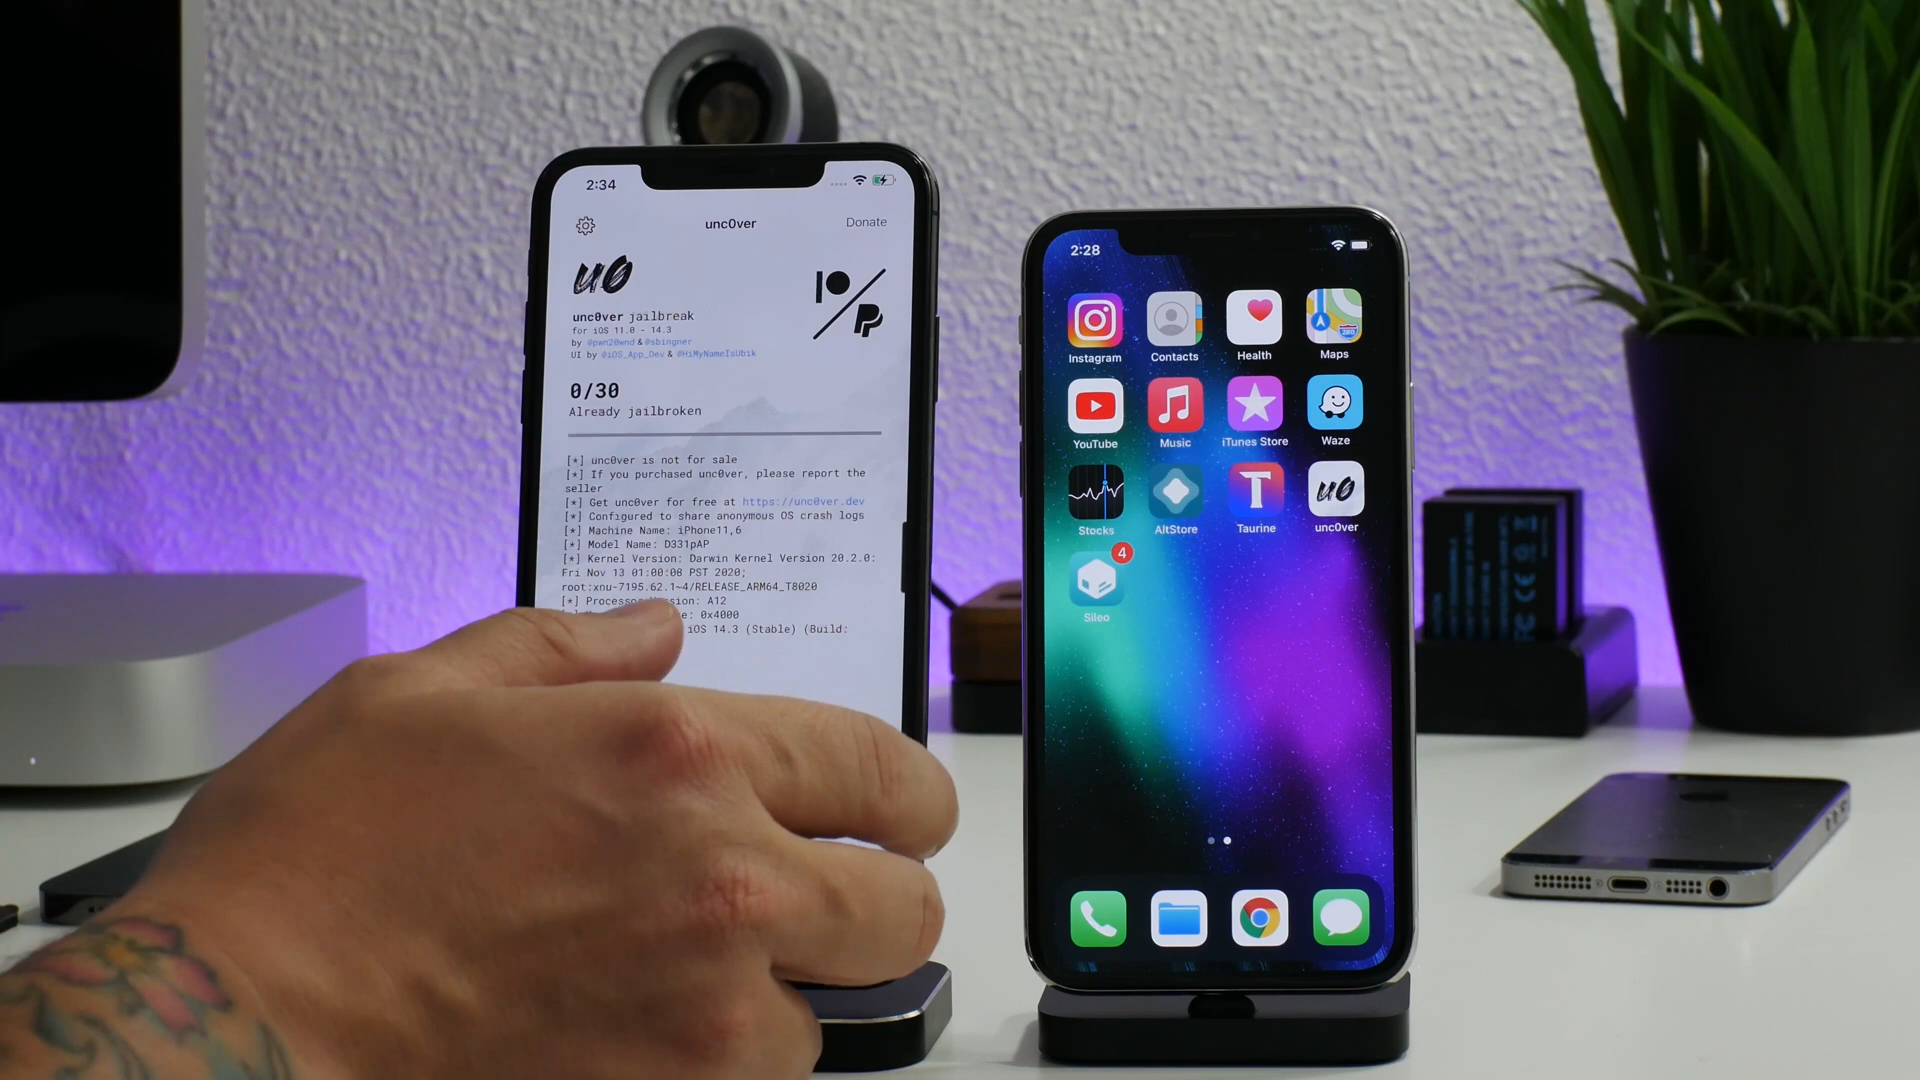 2:34
unc0ver
Donate
u0
unc0ver jailbreak
for iOS 11.0 - 14.3
by @pwn20wnd & @sbingner
UI by @iOS_App_Dev & @HiMyNameIsUbik
0/30
Already jailbroken
[*] unc0ver is not for sale
[*] If you purchased unc0ver, please report the
seller
[*] Get unc0ver for free at https://unc0ver.dev
[*] Configured to share anonymous OS crash logs
[*] Machine Name: iPhone11,6
[*] Model Name: D331pAP
[*] Kernel Version: Darwin Kernel Version 20.2.0:
Fri Nov 13 01:00:08 PST 2020;
root:xnu-7195.62.1~4/RELEASE_ARM64_T8020
[*] Processor Version: A12
0x4000
iOS 14.3 (Stable) (Build:
2:28
Instagram
Contacts
Health
280
Maps
YouTube
Music
iTunes Store
Waze
Stocks
AltStore
T
Taurine
u0
unc0ver
4
Sileo